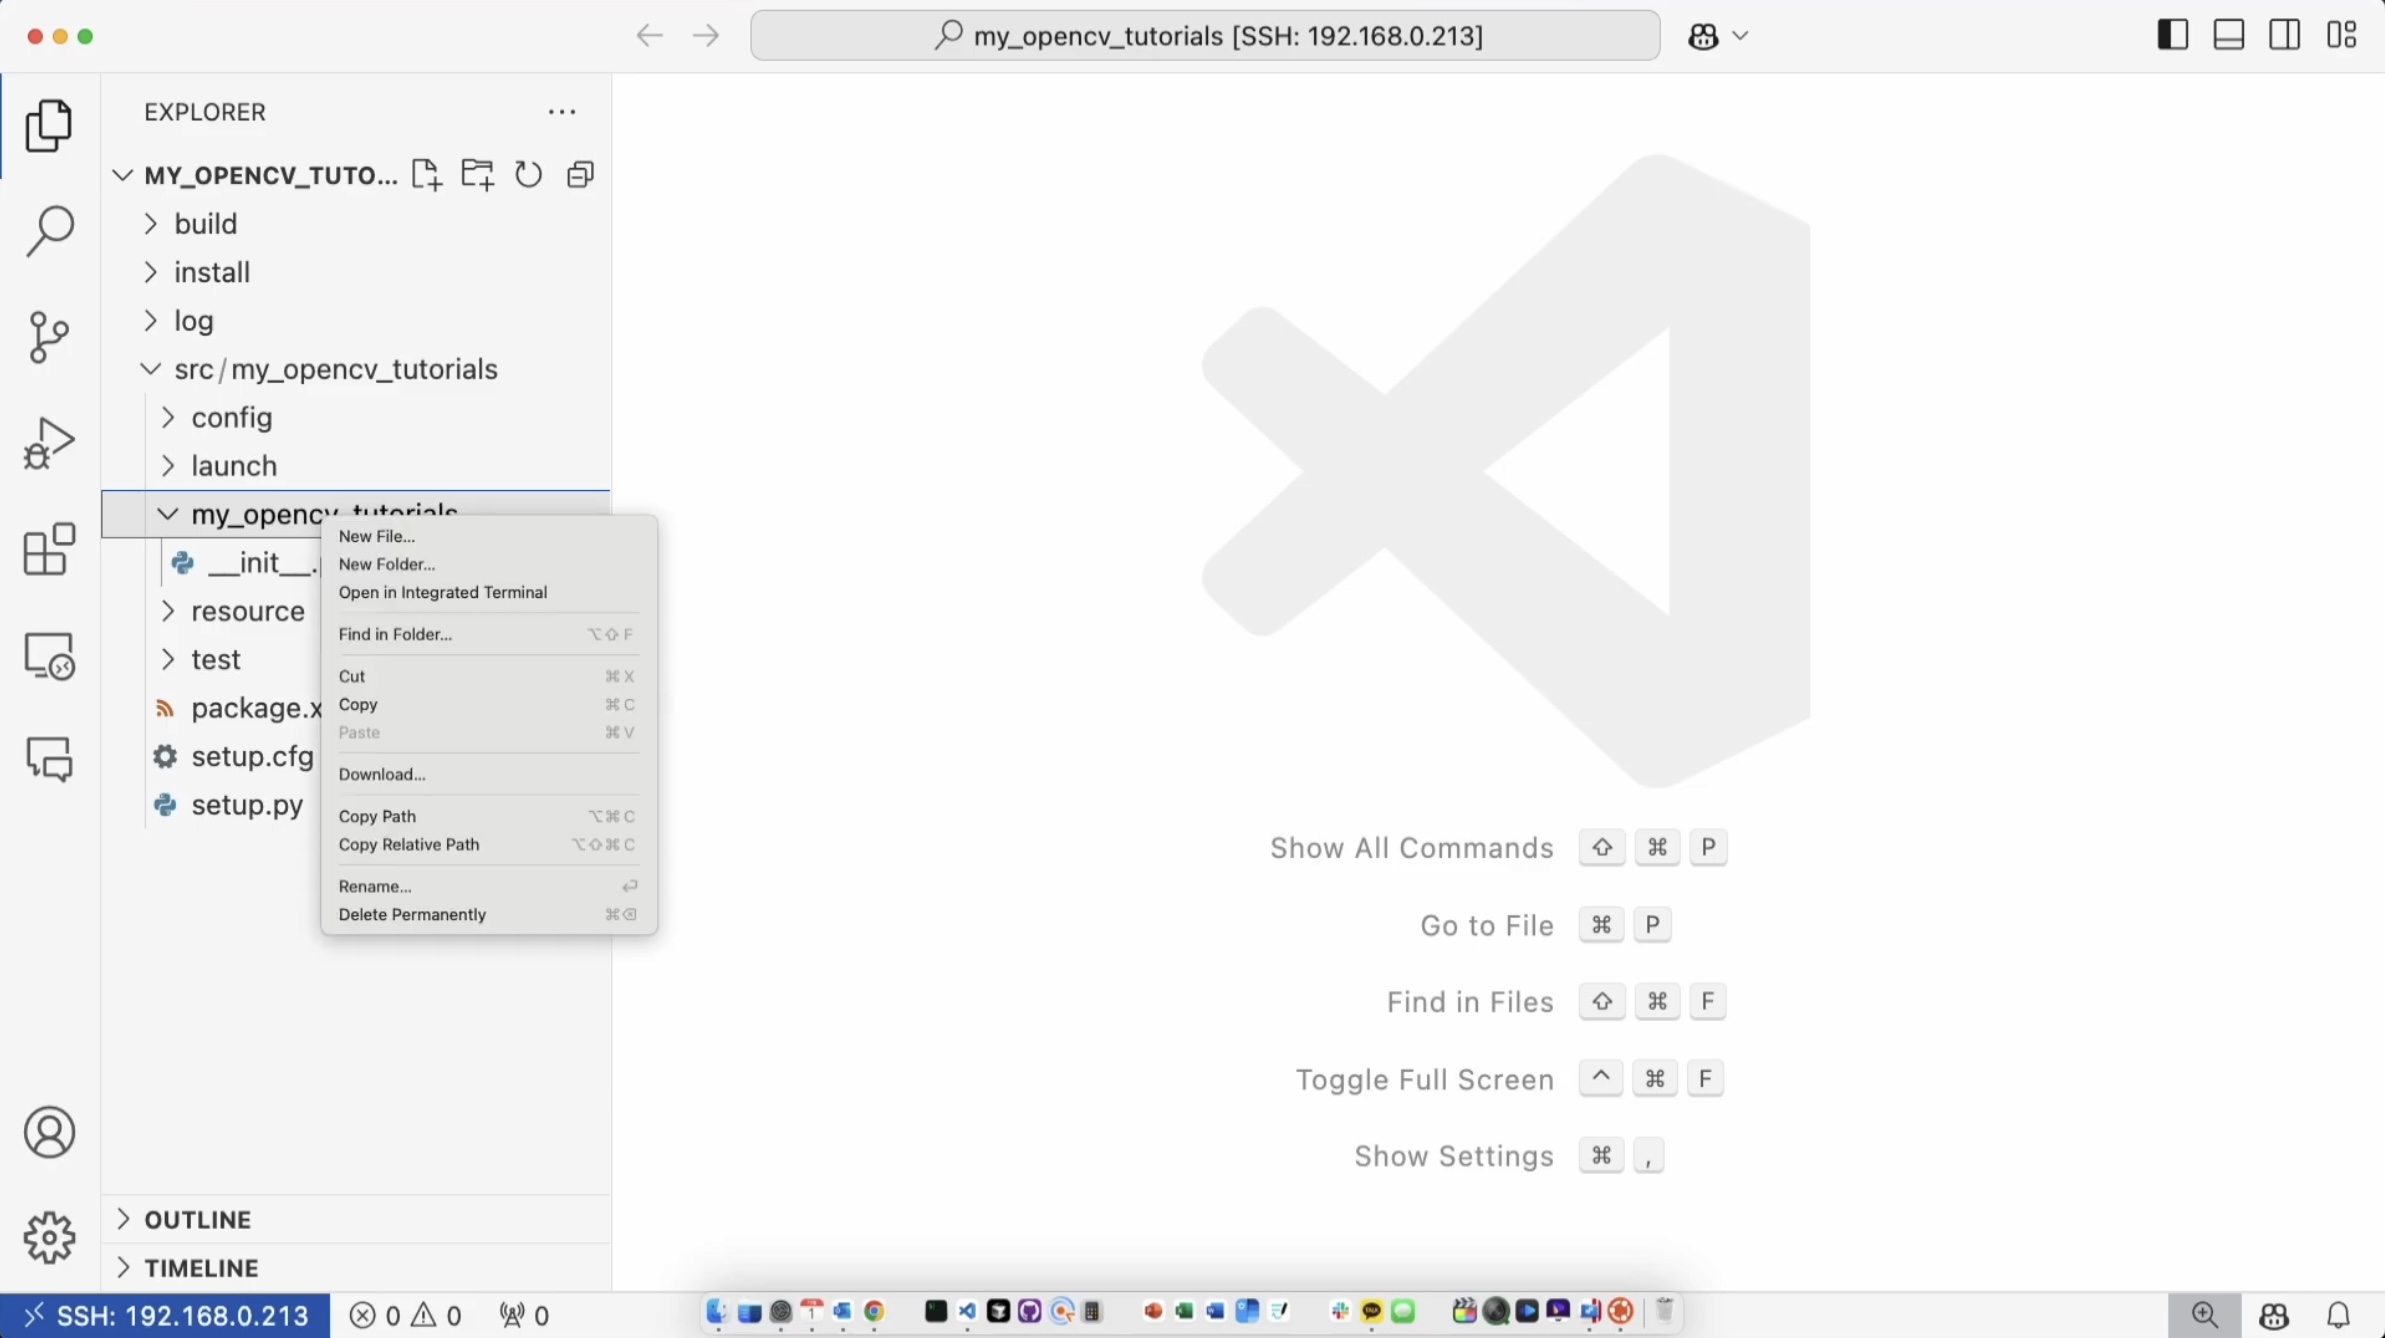 my_opencv_tutorials [SSH: 192.168.0.213]
EXPLORER
MY_OPENCV_TUTO...
build
install
log
src/my_opencv_tutorials
config
launch
my_opencv_tutorials
__init__.
resource
test
package.x
setup.cfg
setup.py
New File...
New Folder...
Open in Integrated Terminal
Find in Folder... ⌥⇧F
Cut ⌘X
Copy ⌘C
Paste ⌘V
Download...
Copy Path ⌥⌘C
Copy Relative Path ⌥⇧⌘C
Rename... ⏎
Delete Permanently ⌘⌫
Show All Commands ⇧ ⌘ P
Go to File ⌘ P
Find in Files ⇧ ⌘ F
Toggle Full Screen ^ ⌘ F
Show Settings ⌘ ,
OUTLINE
TIMELINE
SSH: 192.168.0.213 0 0 0